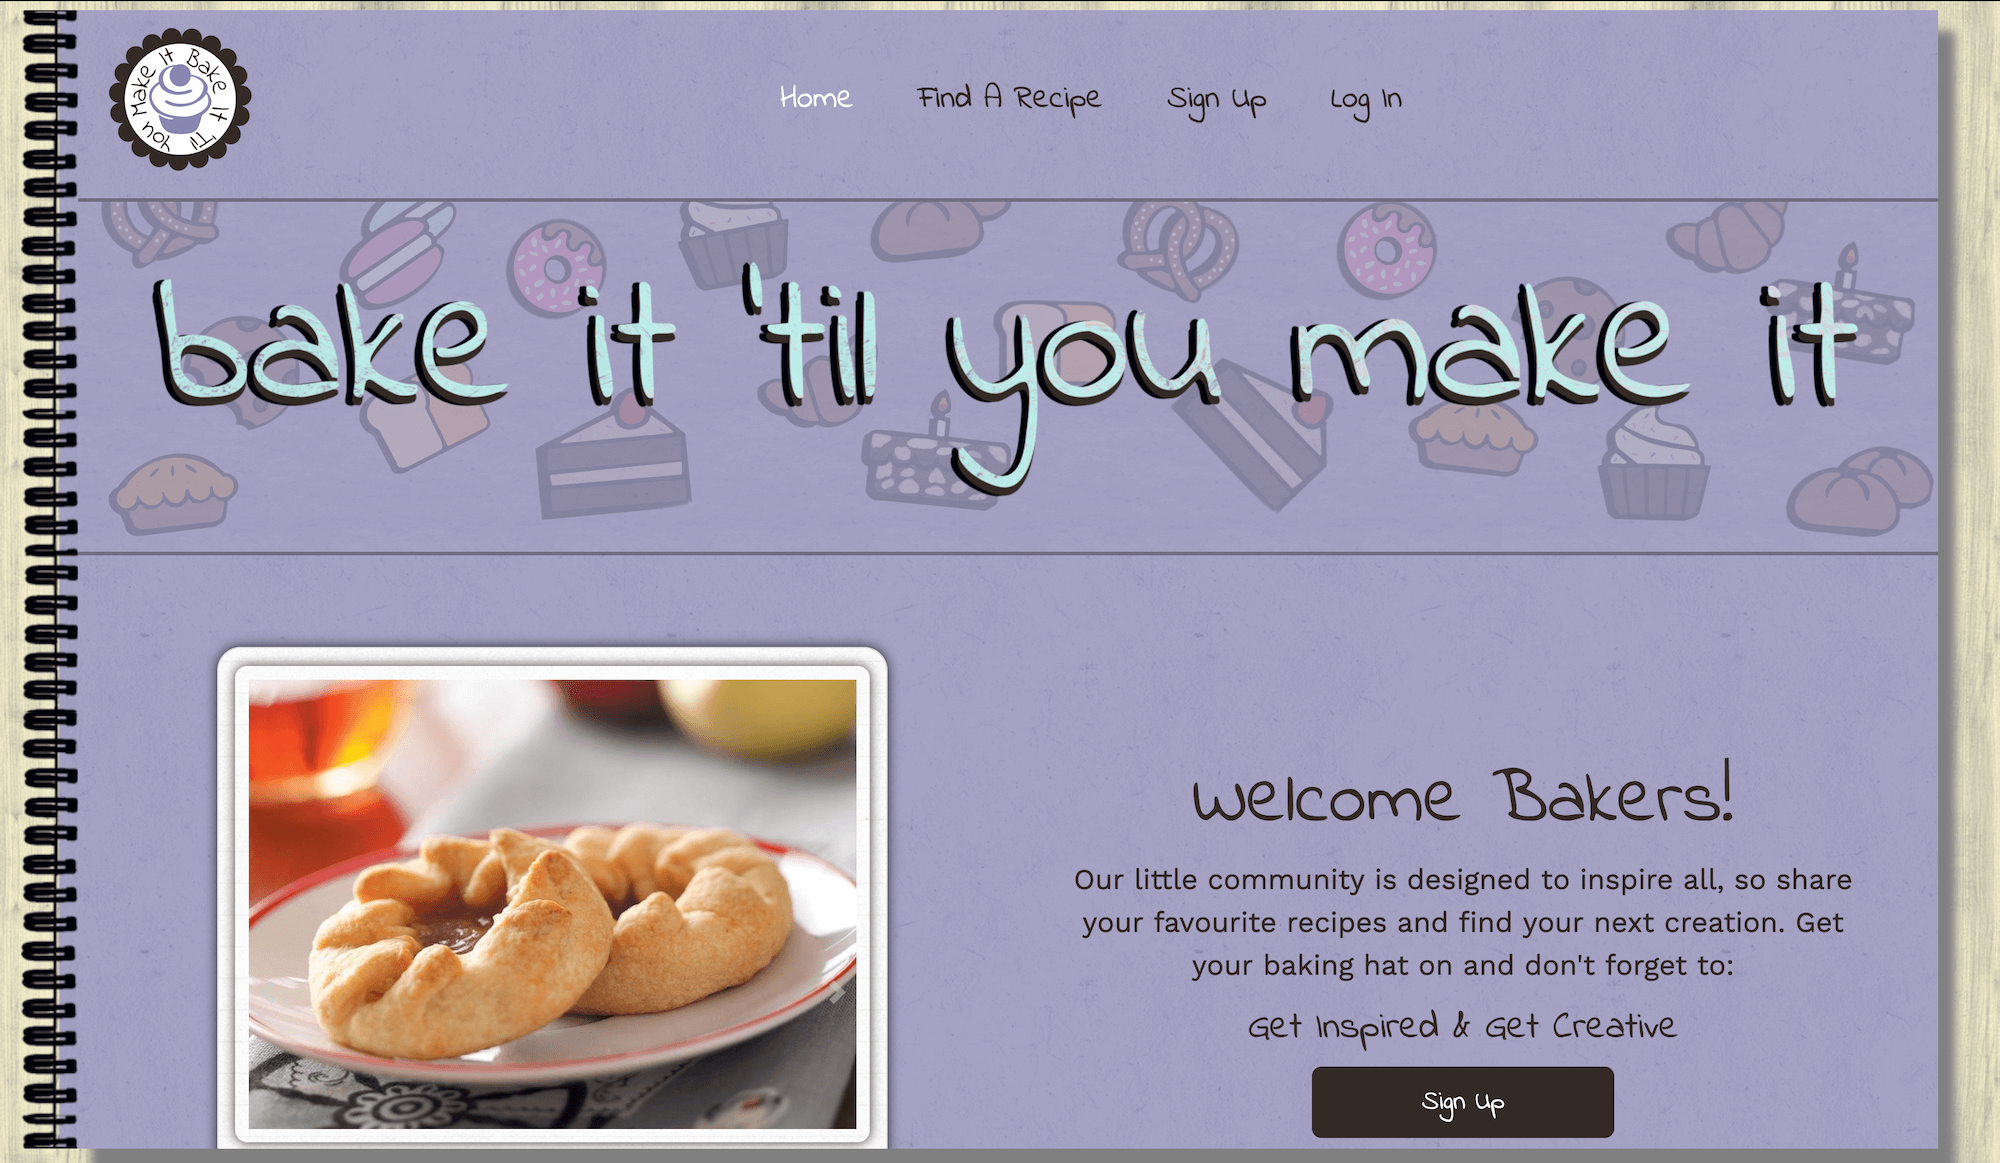 You Make It Bake It 'Til
Home Find A Recipe Sign Up Log In
bake it 'til you make it
Welcome Bakers!
Our little community is designed to inspire all, so share
your favourite recipes and find your next creation. Get
your baking hat on and don't forget to:
Get Inspired & Get Creative
Sign Up